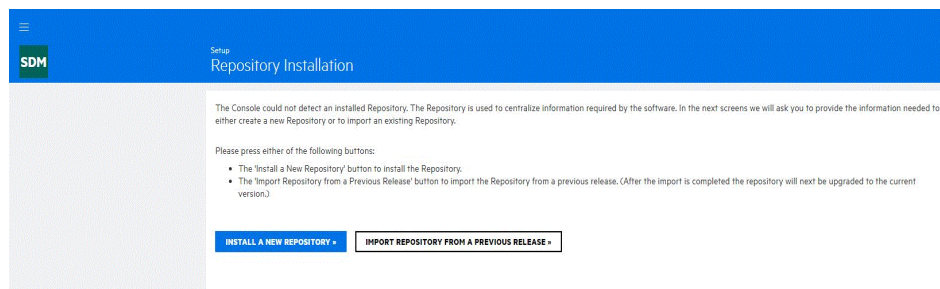 Setup
SDM
Repository Installation
The Console could not detect an installed Repository. The Repository is used to centralize information required by the software. In the next screens we will ask you to provide the information needed to
either create a new Repository or to import an existing Repository.
Please press either of the following buttons:
• The 'Install a New Repository' button to install the Repository.
• The 'Import Repository from a Previous Release' button to import the Repository from a previous release. (After the import is completed the repository will next be upgraded to the current
version.)
INSTALL A NEW REPOSITORY »
IMPORT REPOSITORY FROM A PREVIOUS RELEASE »